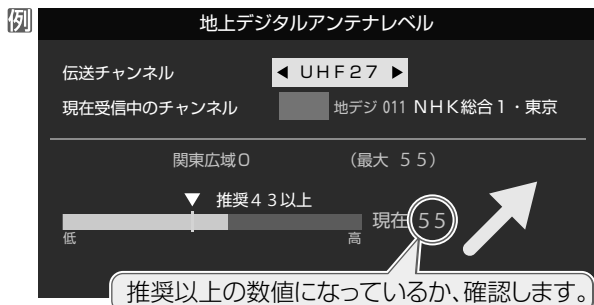 例
地上デジタルアンテナレベル
伝送チャンネル ◀ UHF27 ▶
現在受信中のチャンネル 地デジ 011 NHK総合1・東京
関東広域0 (最大 55)
▼ 推奨43以上
現在 55
低 高
推奨以上の数値になっているか、確認します。